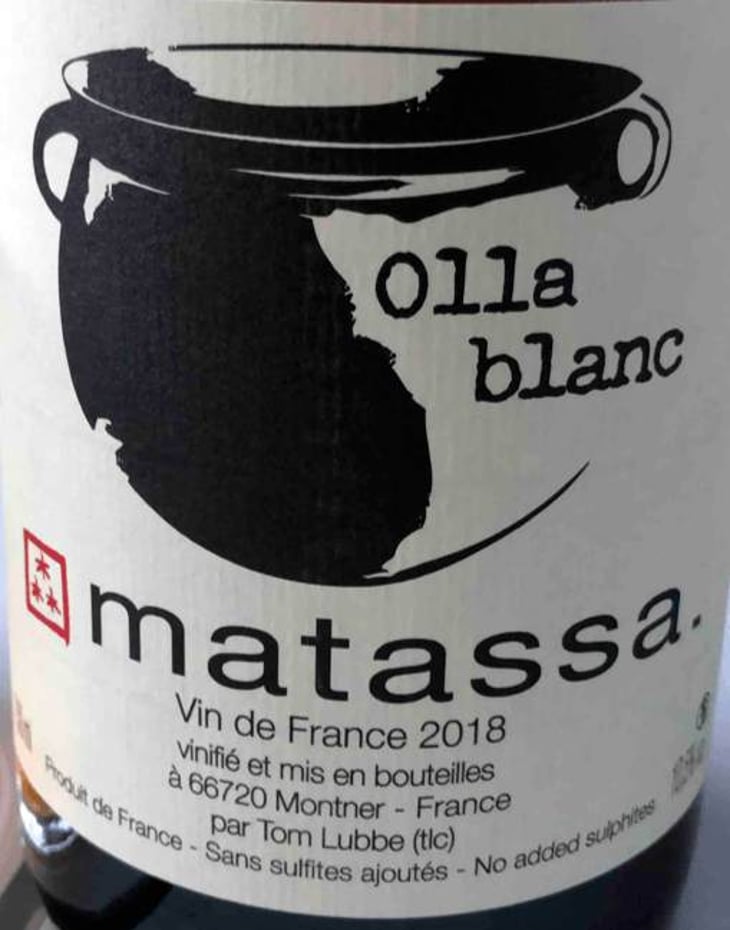 Olla
blanc
matassa.
Vin de France 2018
vinifié et mis en bouteilles
à 66720 Montner - France
par Tom Lubbe (tlc)
Produit de France - Sans sulfites ajoutés - No added sulphites